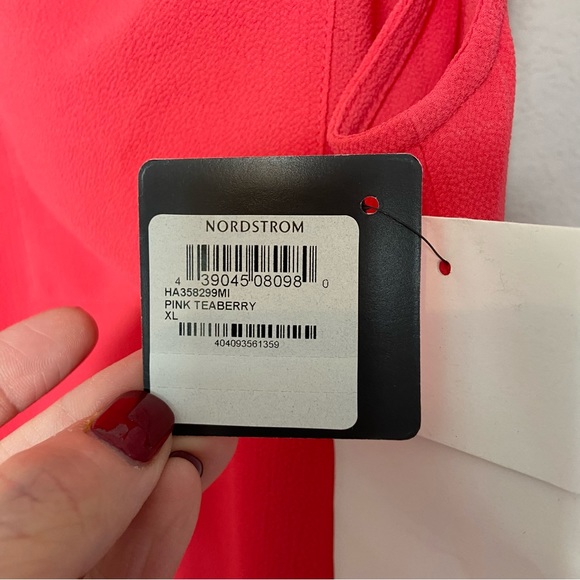 NORDSTROM
4 39045 08098 0
HA358299MI
PINK TEABERRY
XL
404093561359